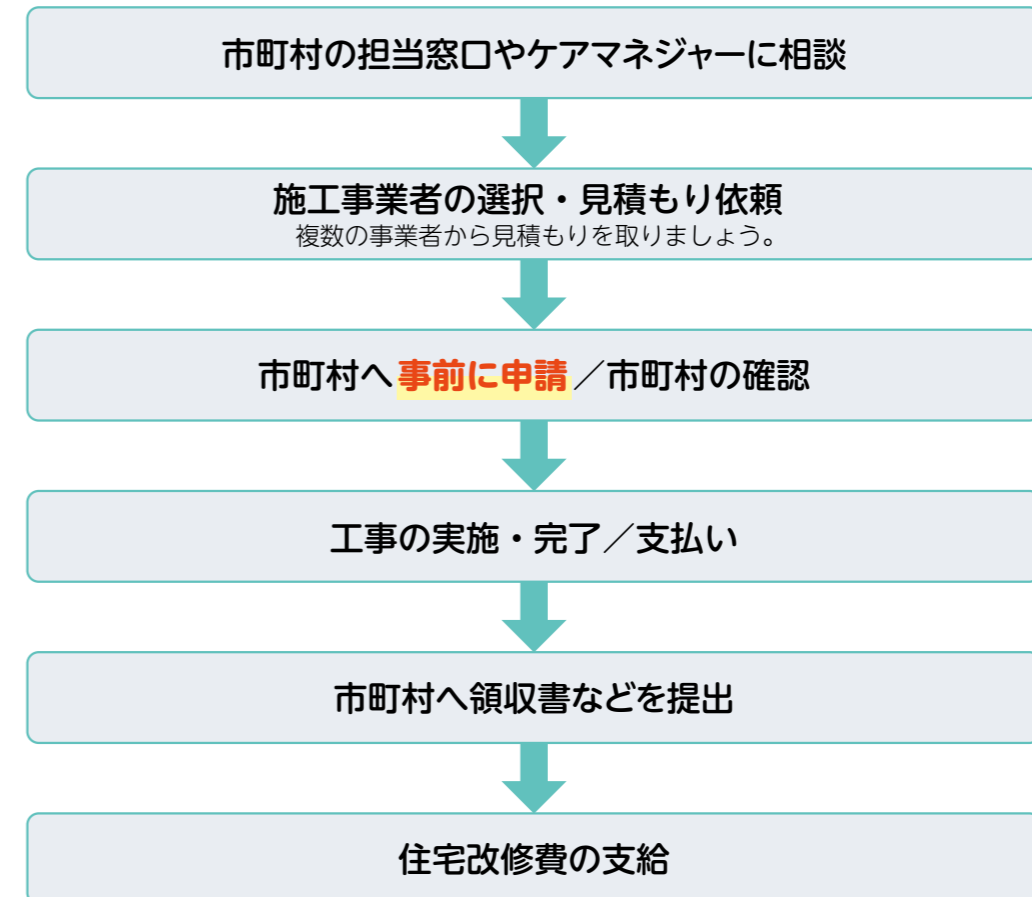 市町村の担当窓口やケアマネジャーに相談
施工事業者の選択・見積もり依頼
複数の事業者から見積もりを取りましょう。
市町村へ事前に申請／市町村の確認
工事の実施・完了／支払い
市町村へ領収書などを提出
住宅改修費の支給